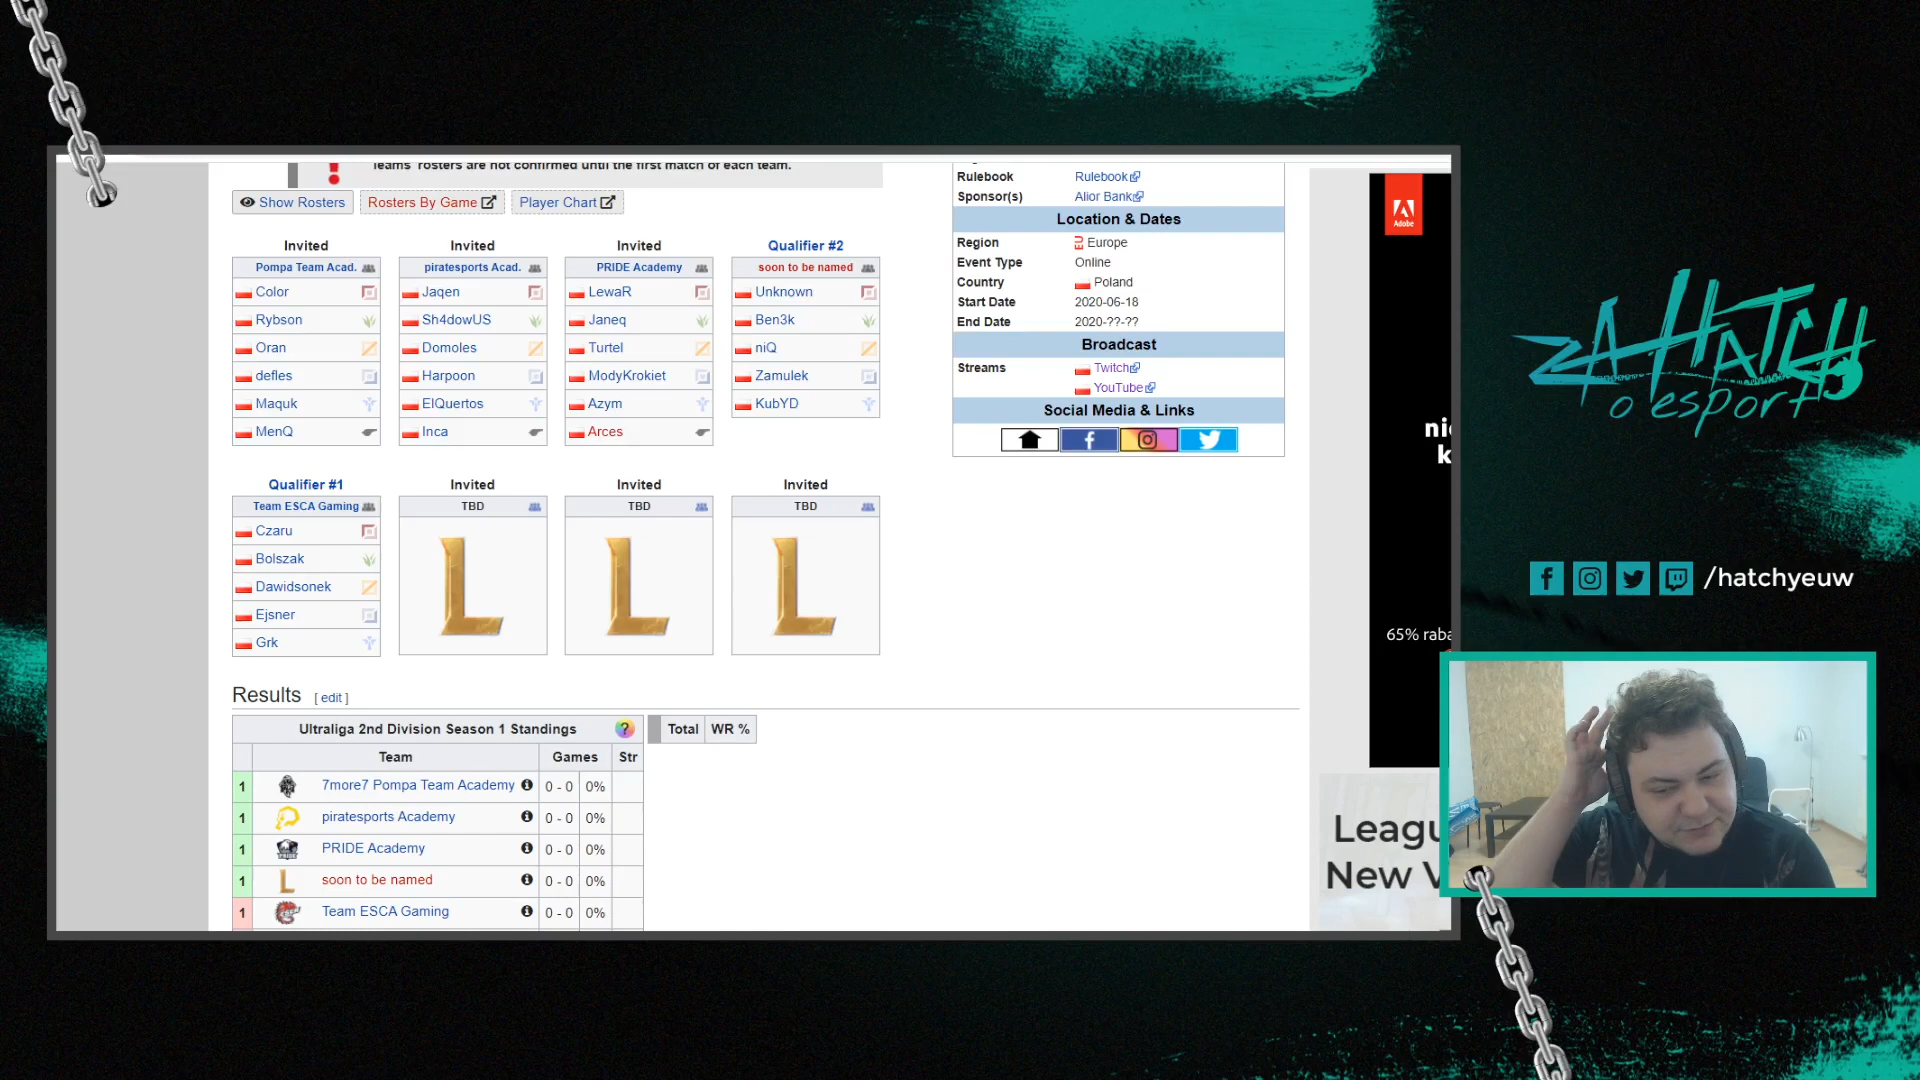 Teams' rosters are not confirmed until the first match of each team.
Show Rosters
Rosters By Game
Player Chart
Invited
Pompa Team Acad.
Color
Rybson
Oran
defles
Maquk
MenQ
Invited
piratesports Acad.
Jaqen
Sh4dowUS
Domoles
Harpoon
ElQuertos
Inca
Invited
PRIDE Academy
LewaR
Janeq
Turtel
ModyKrokiet
Azym
Arces
Qualifier #2
soon to be named
Unknown
Ben3k
niQ
Zamulek
KubYD
Qualifier #1
Team ESCA Gaming
Czaru
Bolszak
Dawidsonek
Ejsner
Grk
Invited
TBD
Invited
TBD
Invited
TBD
Results [ edit ]
Ultraliga 2nd Division Season 1 Standings ? Total WR %
Team Games Str
1 7more7 Pompa Team Academy 0 - 0 0%
1 piratesports Academy 0 - 0 0%
1 PRIDE Academy 0 - 0 0%
1 soon to be named 0 - 0 0%
1 Team ESCA Gaming 0 - 0 0%
Rulebook Rulebook
Sponsor(s) Alior Bank
Location & Dates
Region EU Europe
Event Type Online
Country Poland
Start Date 2020-06-18
End Date 2020-??-??
Broadcast
Streams Twitch
YouTube
Social Media & Links
Adobe
65% raba
Leagu
New V
ZA HATCH
o esport
/hatchyeuw